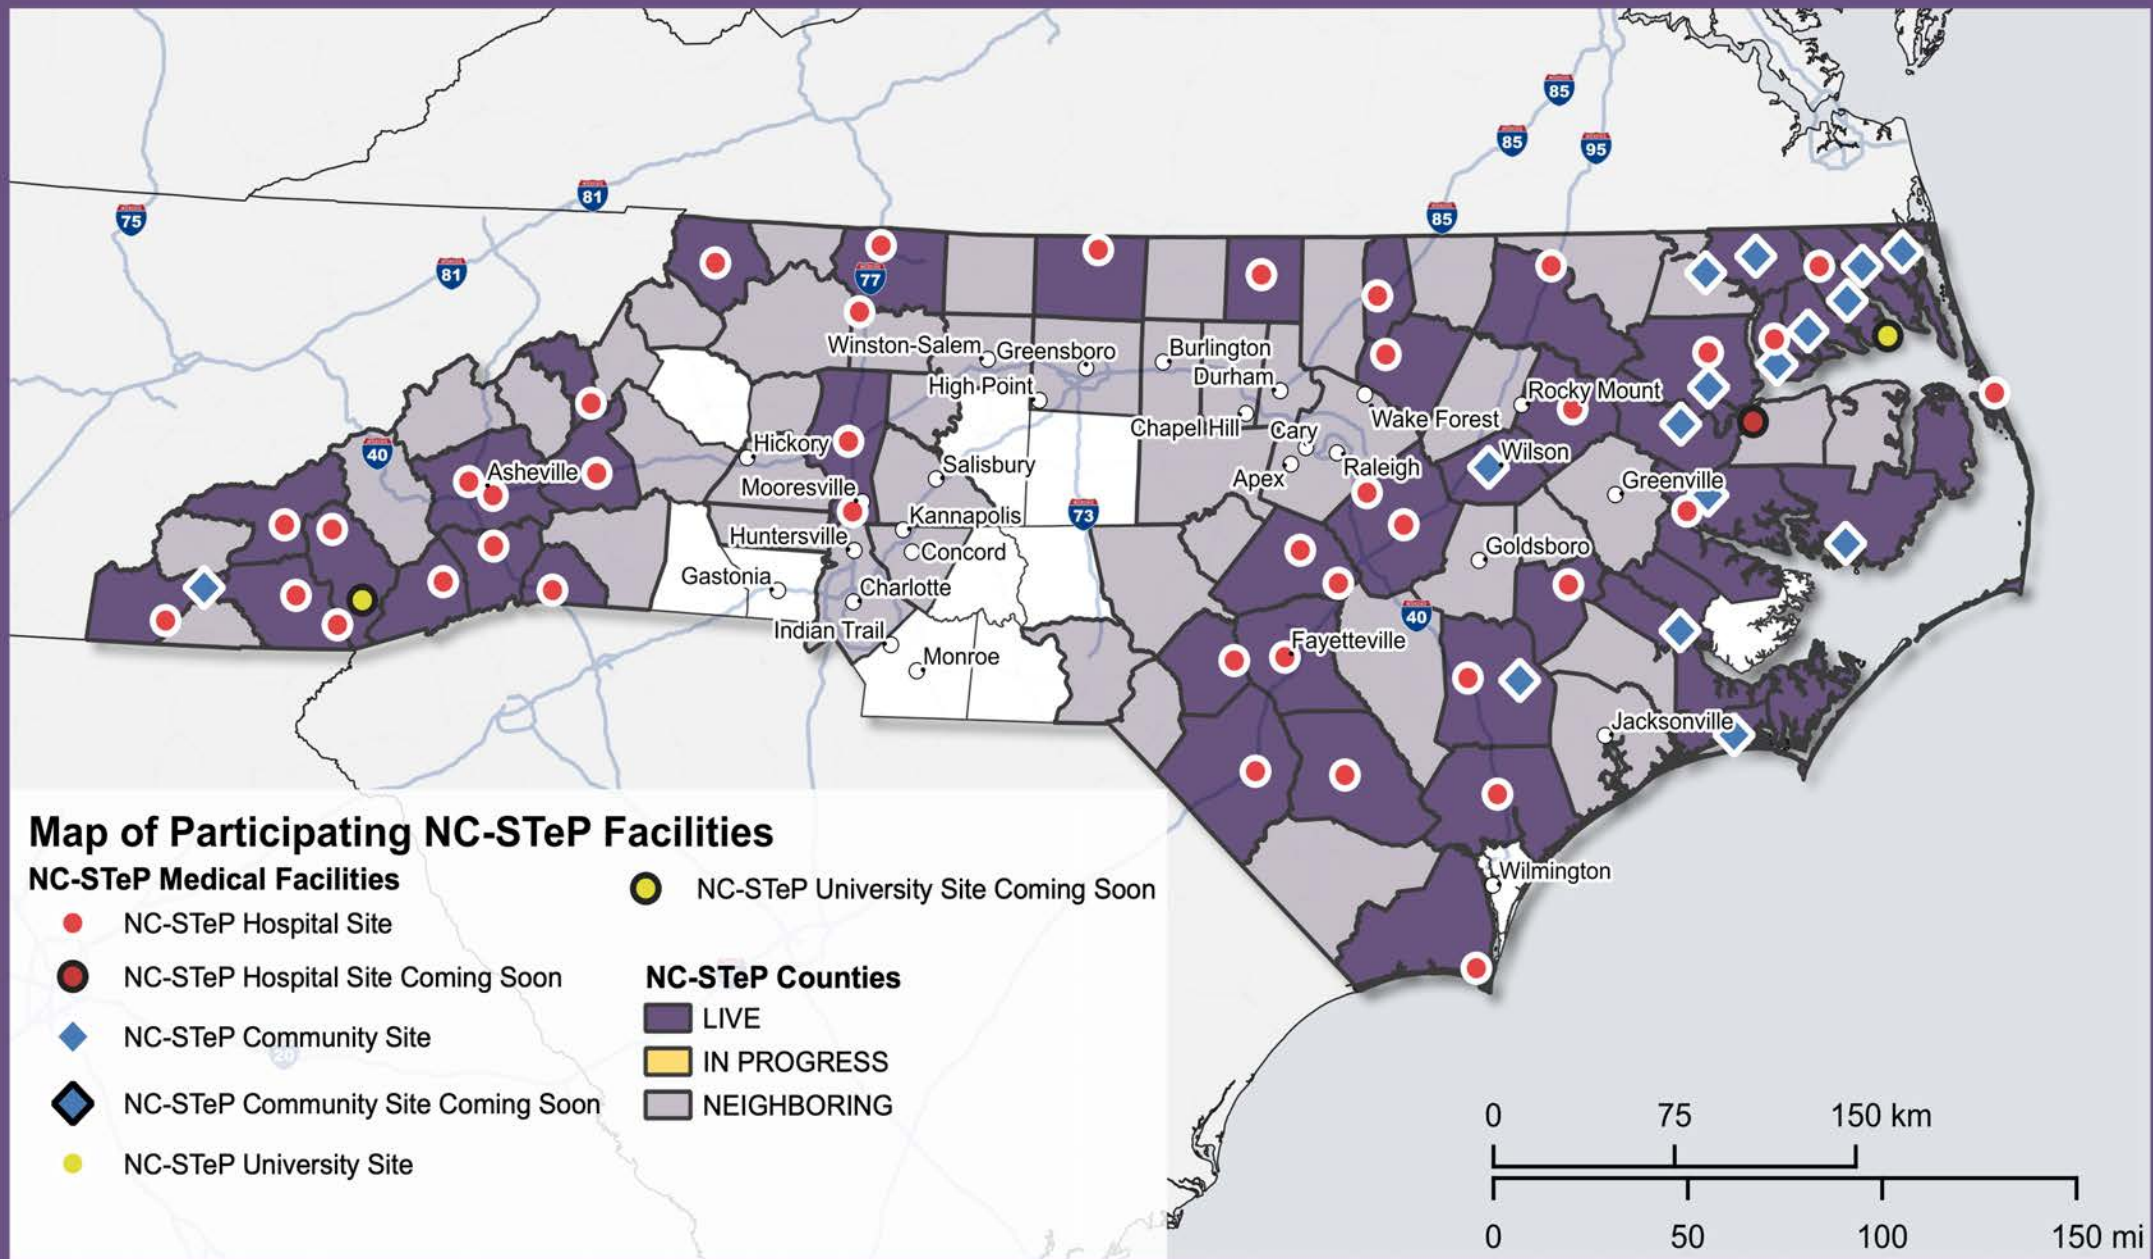 85
85
95
81
85
75
81
77
Winston-Salem
Greensboro
Burlington
High Point
Durham
Rocky Mount
Wake Forest
Chapel Hill
Cary
Hickory
40
Asheville
Salisbury
Apex
Raleigh
Wilson
Mooresville
Greenville
Kannapolis
73
Huntersville
Concord
Goldsboro
Gastonia
Charlotte
40
Indian Trail
Fayetteville
Monroe
Jacksonville
Wilmington
Map of Participating NC-STeP Facilities
NC-STeP Medical Facilities
NC-STeP Hospital Site
NC-STeP Hospital Site Coming Soon
NC-STeP Community Site
20
NC-STeP Community Site Coming Soon
NC-STeP University Site
NC-STeP University Site Coming Soon
NC-STeP Counties
LIVE
IN PROGRESS
NEIGHBORING
0 75 150 km
0 50 100 150 mi